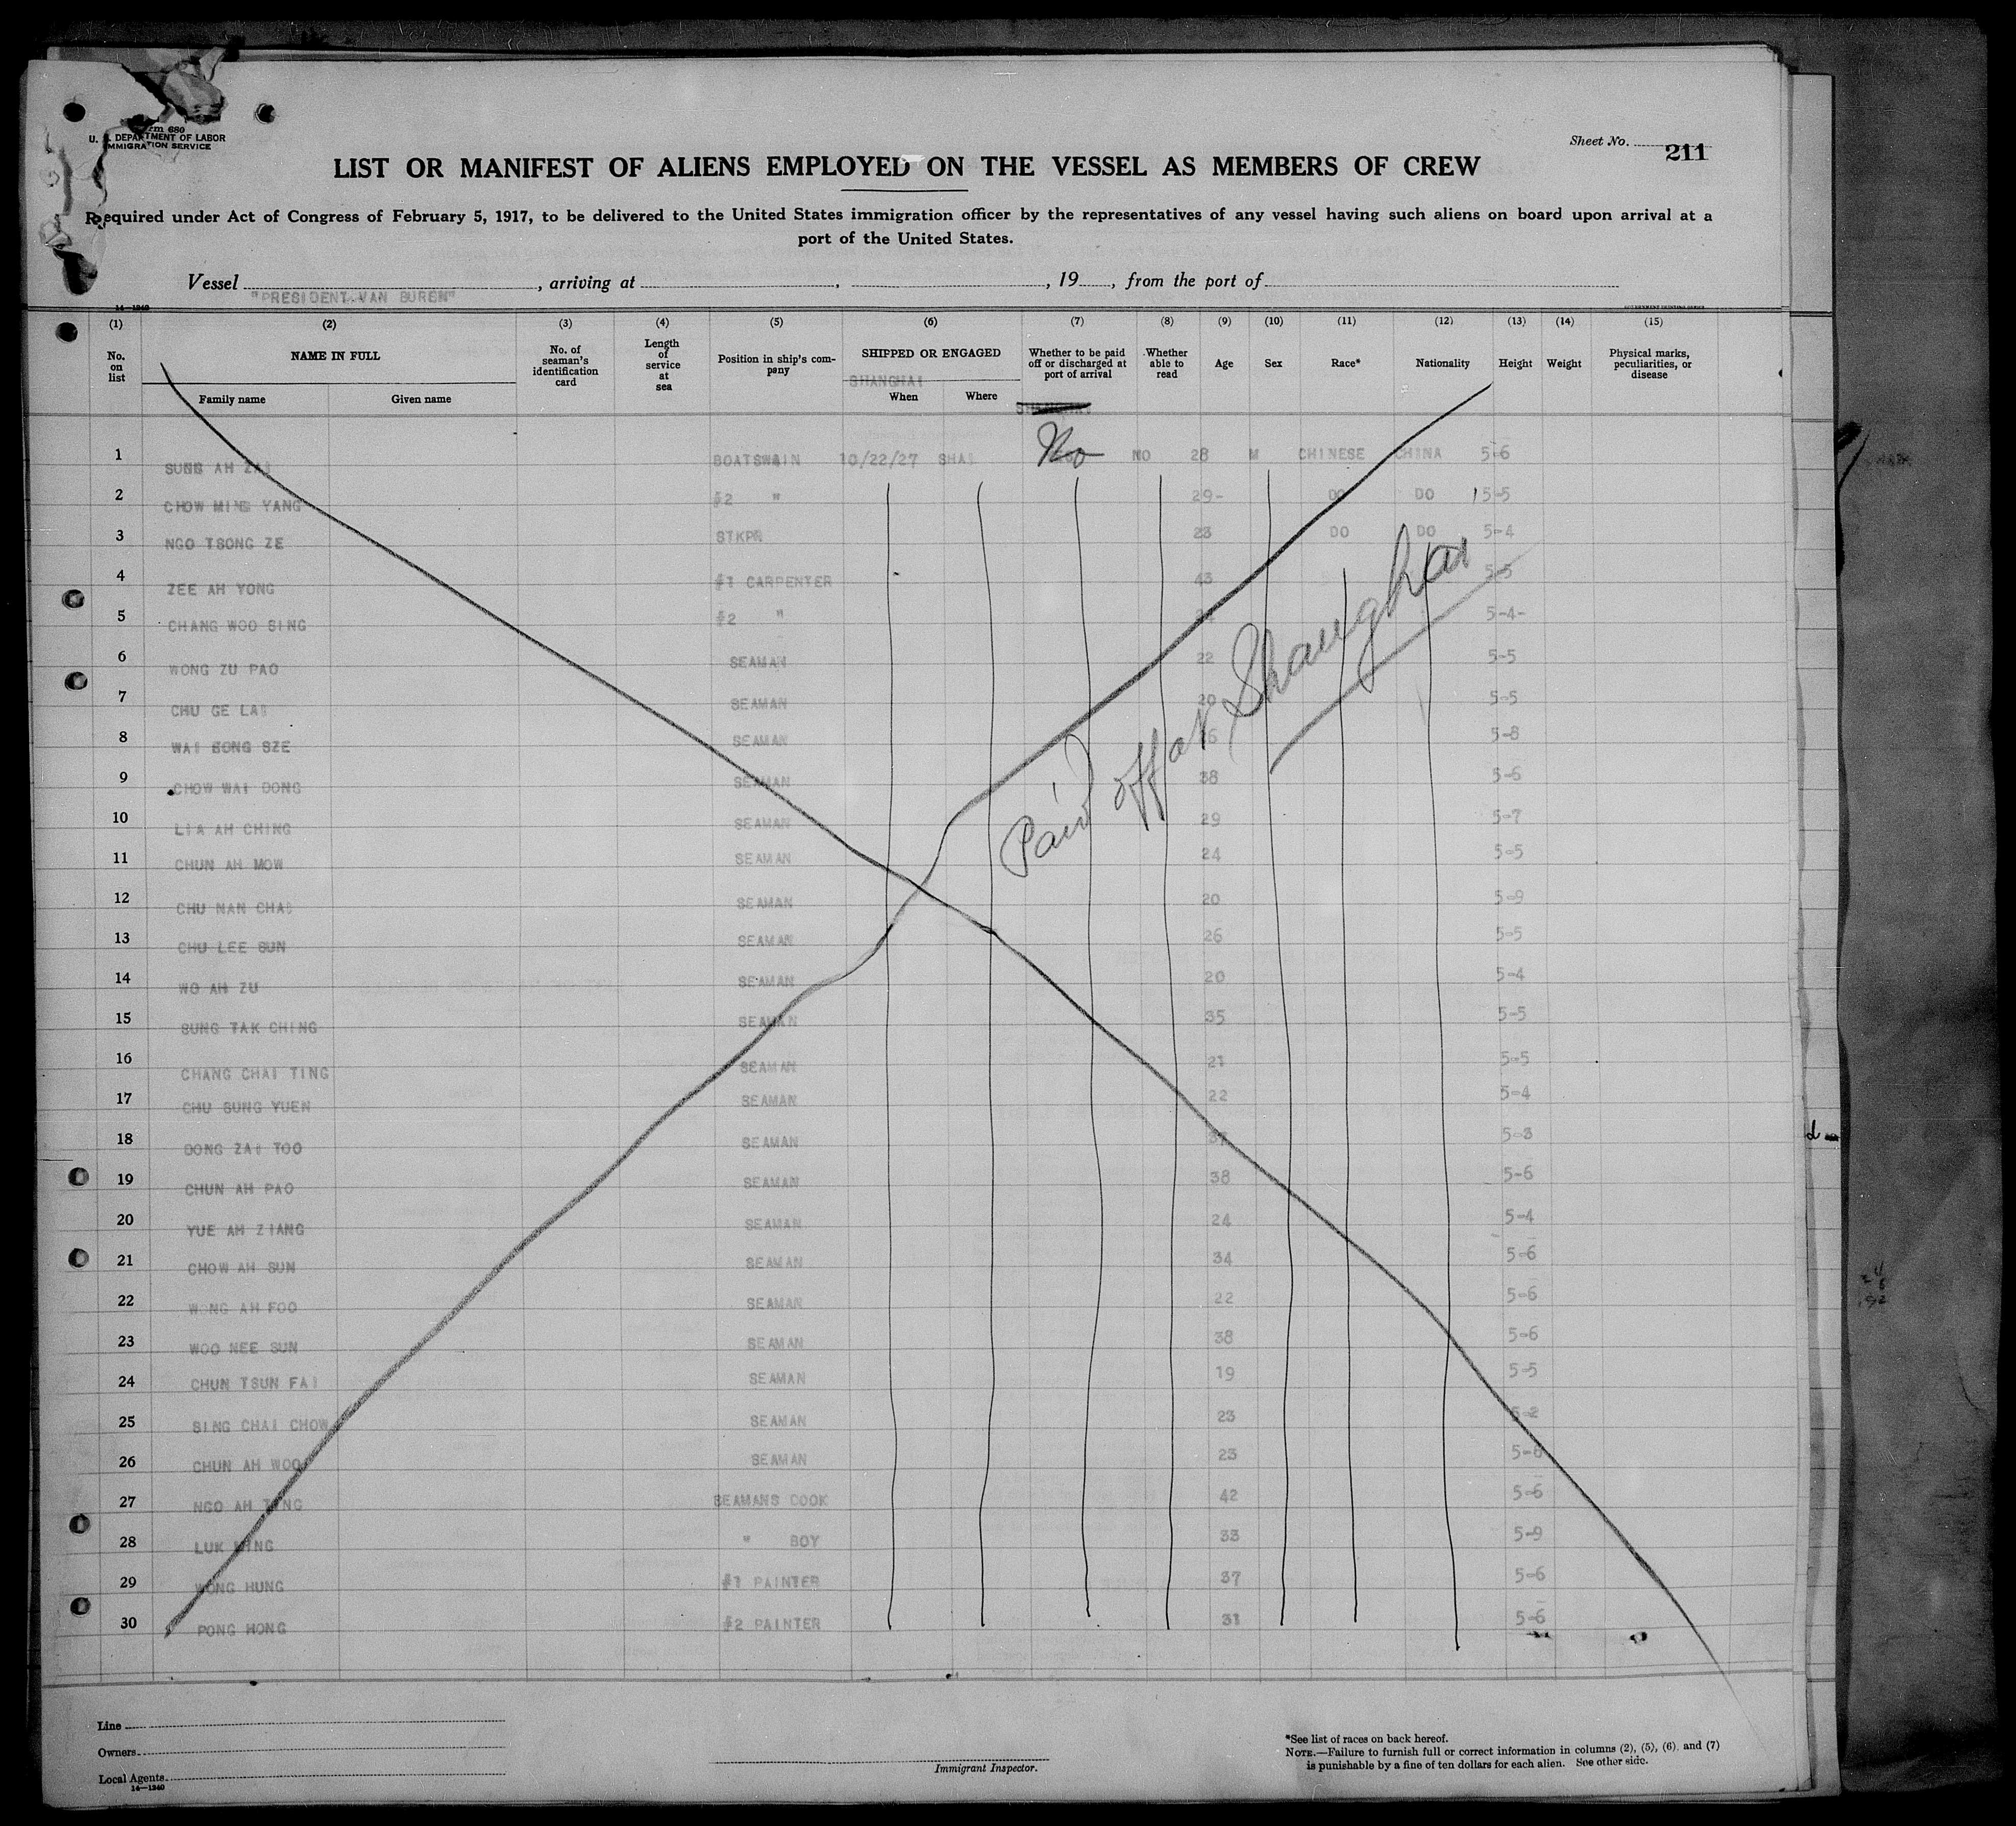 Form 680
U. S. DEPARTMENT OF LABOR
IMMIGRATION SERVICE
Sheet No. 211
LIST OR MANIFEST OF ALIENS EMPLOYED ON THE VESSEL AS MEMBERS OF CREW
Required under Act of Congress of February 5, 1917, to be delivered to the United States immigration officer by the representatives of any vessel having such aliens on board upon arrival at a
port of the United States.
Vessel "PRESIDENT VAN BUREN", arriving at , , 19 , from the port of
14—1240 GOVERNMENT PRINTING OFFICE
(1) (2) (3) (4) (5) (6) (7) (8) (9) (10) (11) (12) (13) (14) (15)
No. on list NAME IN FULL Family name Given name No. of seaman's identification card Length of service at sea Position in ship's company SHIPPED OR ENGAGED SHANGHAI When Where Whether to be paid off or discharged at port of arrival Whether able to read Age Sex Race* Nationality Height Weight Physical marks, peculiarities, or disease
SHANGHAI
1 SUNG AH ZAI BOATSWAIN 10/22/27 SHAI No NO 28 M CHINESE CHINA 5-6
2 CHOW MING YANG #2 " 29- DO DO 5-5
3 NGO TSONG ZE STKPR 23 DO DO 5-4
4 ZEE AH YONG #1 CARPENTER 43 5-5
5 CHANG WOO SING #2 " 5-4-
6 WONG ZU PAO SEAMAN 22 5-5
7 CHU GE LAI SEAMAN 20 5-5
8 WAI SONG SZE SEAMAN 5-8
9 CHOW WAI DONG SEAMAN 38 5-6
10 LIA AH CHING SEAMAN 29 5-7
11 CHUN AH MOW SEAMAN 24 5-5
12 CHU NAN CHAI SEAMAN 20 5-9
13 CHU LEE SUN SEAMAN 26 5-5
14 WO AH ZU SEAMAN 20 5-4
15 SUNG TAK CHING SEAMAN 35 5-5
16 CHANG CHAI TING SEAMAN 21 5-5
17 CHU SUNG YUEN SEAMAN 22 5-4
18 DONG ZAI TOO SEAMAN 37 5-8
19 CHUN AH PAO SEAMAN 38 5-6
20 YUE AH ZIANG SEAMAN 24 5-4
21 CHOW AH SUN SEAMAN 34 5-6
22 WONG AH FOO SEAMAN 22 5-6
23 WOO NEE SUN SEAMAN 38 5-6
24 CHUN TSUN FAI SEAMAN 19 5-5
25 SING CHAI CHOW SEAMAN 23 5-2
26 CHUN AH WOO SEAMAN 23 5-8
27 NGO AH TING SEAMANS COOK 42 5-6
28 LUK MING " BOY 33 5-9
29 WONG HUNG #1 PAINTER 37 5-6
30 PONG HONG #2 PAINTER 31 5-6
Paid off at Shanghai
Line
Owners
Local Agents
14—1240
Immigrant Inspector.
*See list of races on back hereof.
NOTE.—Failure to furnish full or correct information in columns (2), (5), (6), and (7)
is punishable by a fine of ten dollars for each alien. See other side.